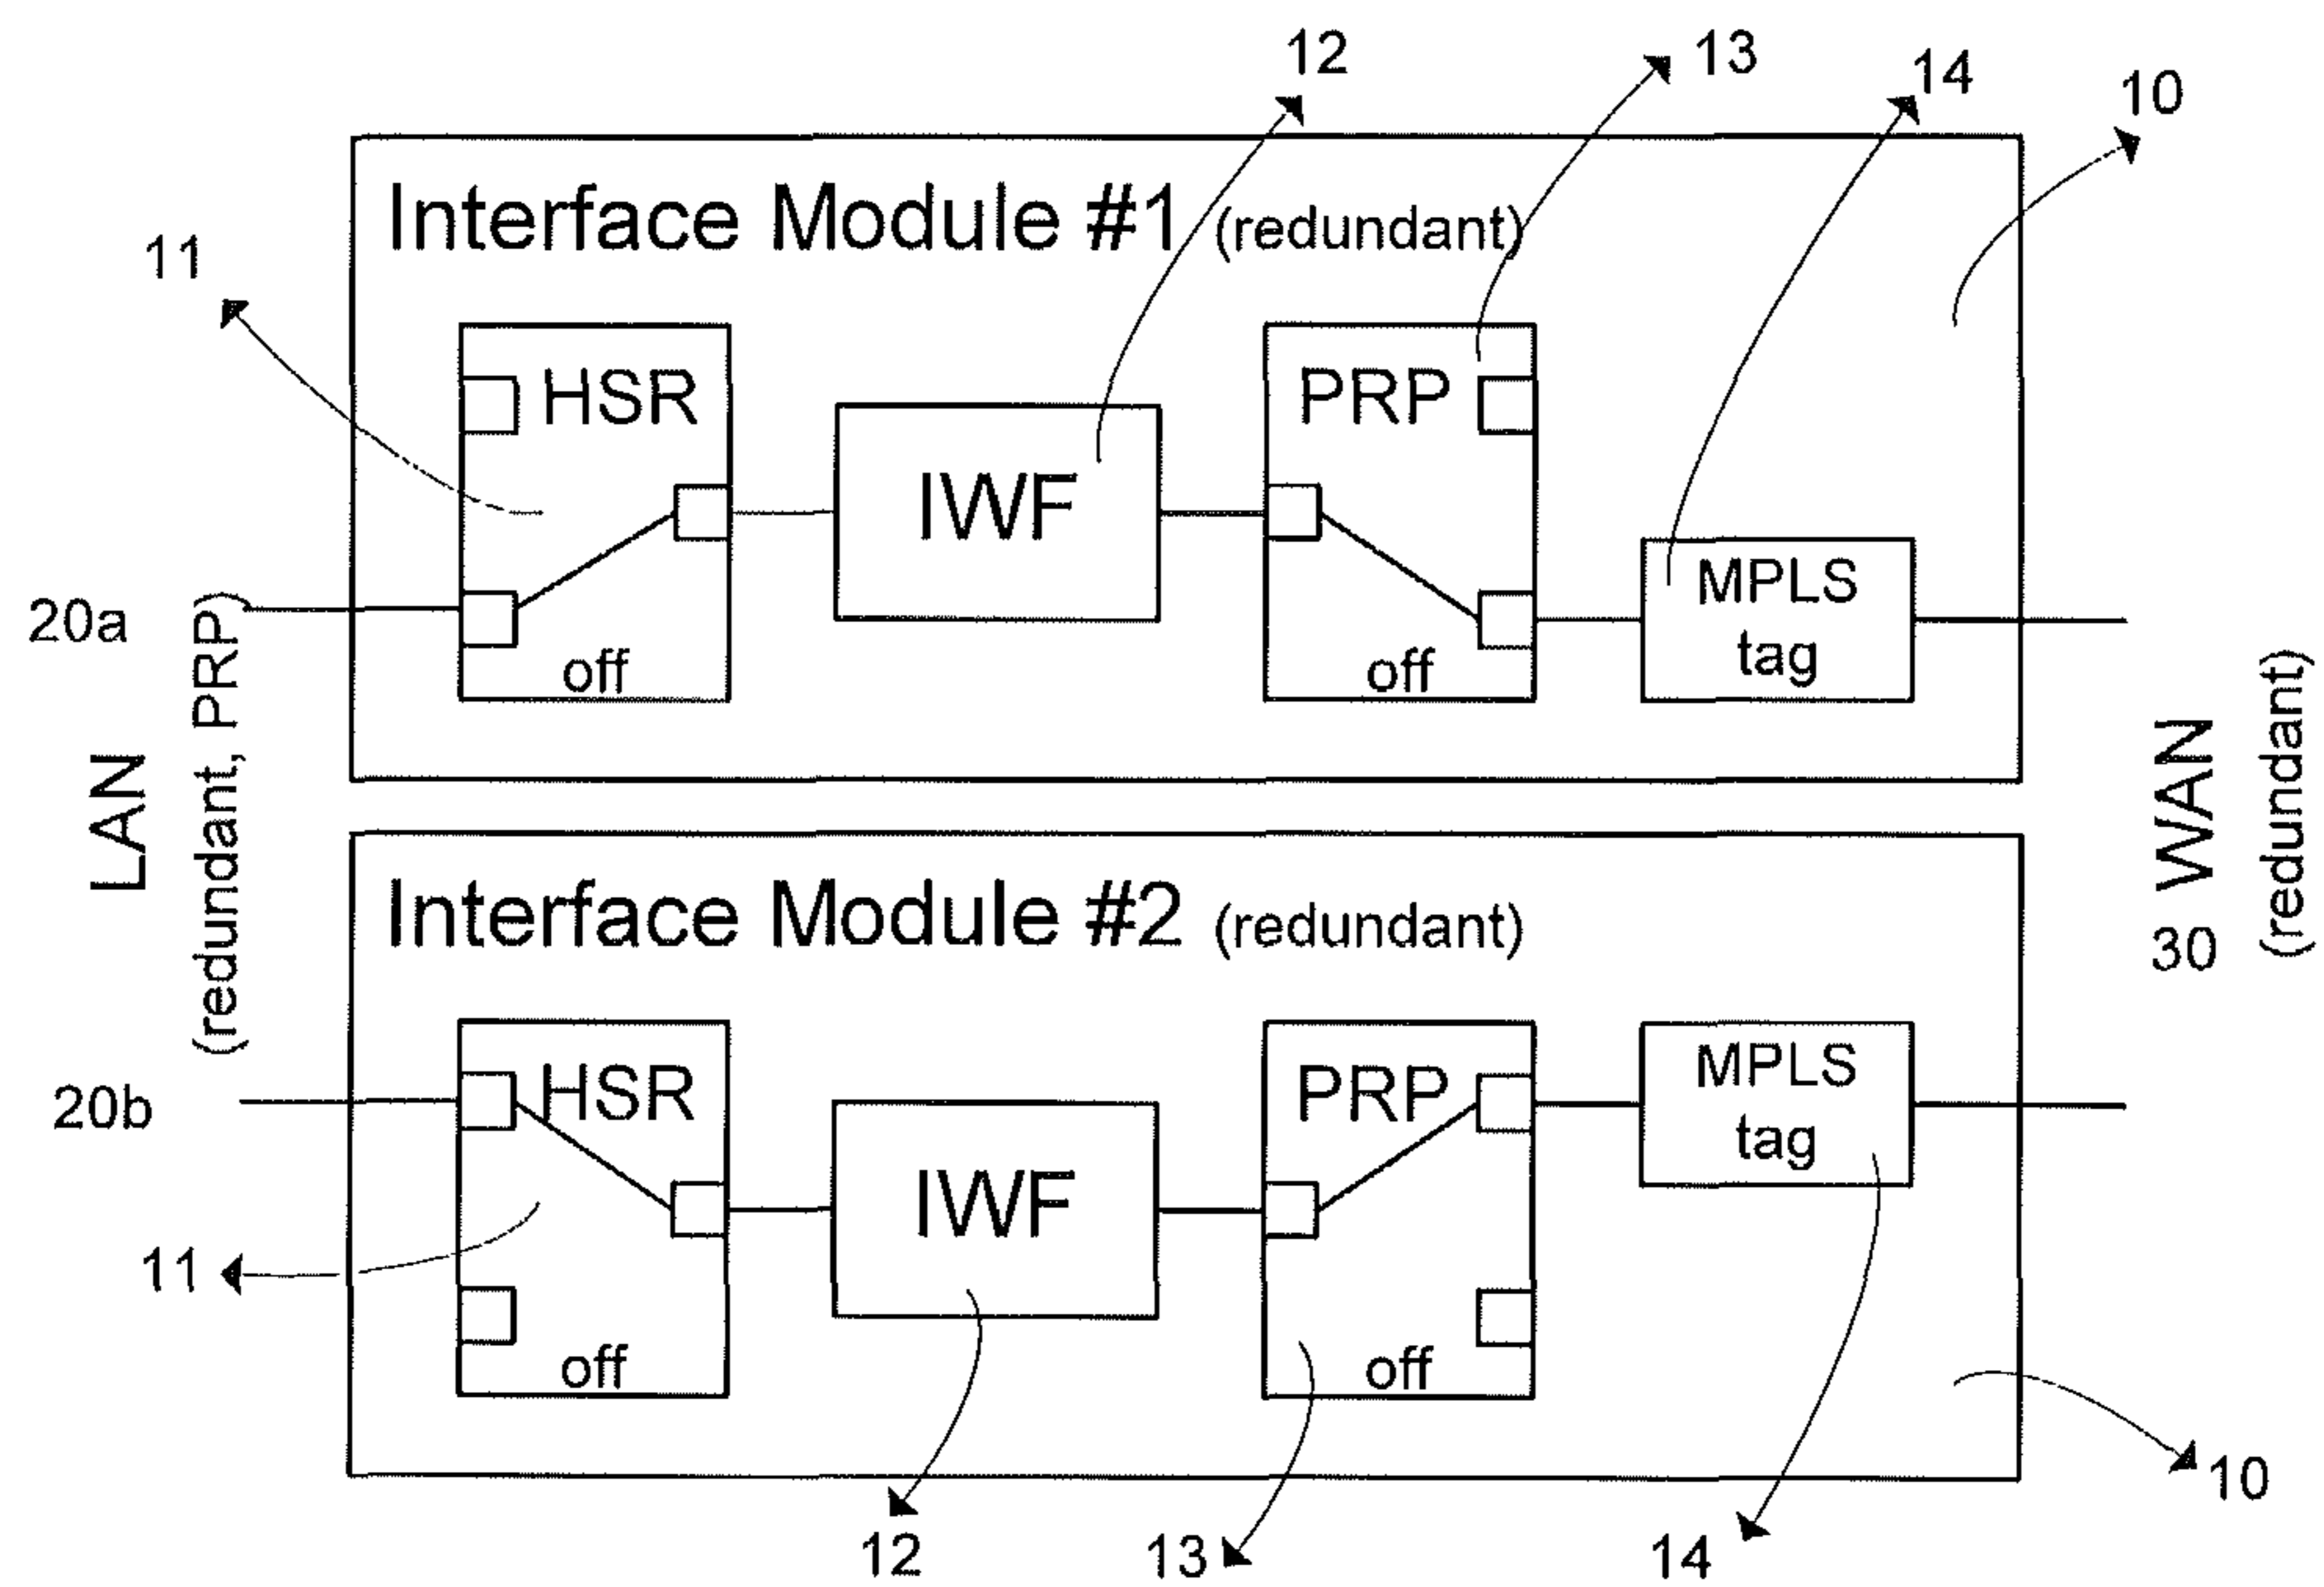 12
13
14
10
Interface Module #1 (redundant)
11
HSR
PRP
IWF
MPLS
tag
off
off
20a
LAN
(redundant, PRP)
WAN
30
(redundant)
Interface Module #2 (redundant)
20b
HSR
PRP
MPLS
tag
IWF
11
off
off
10
12
13
14